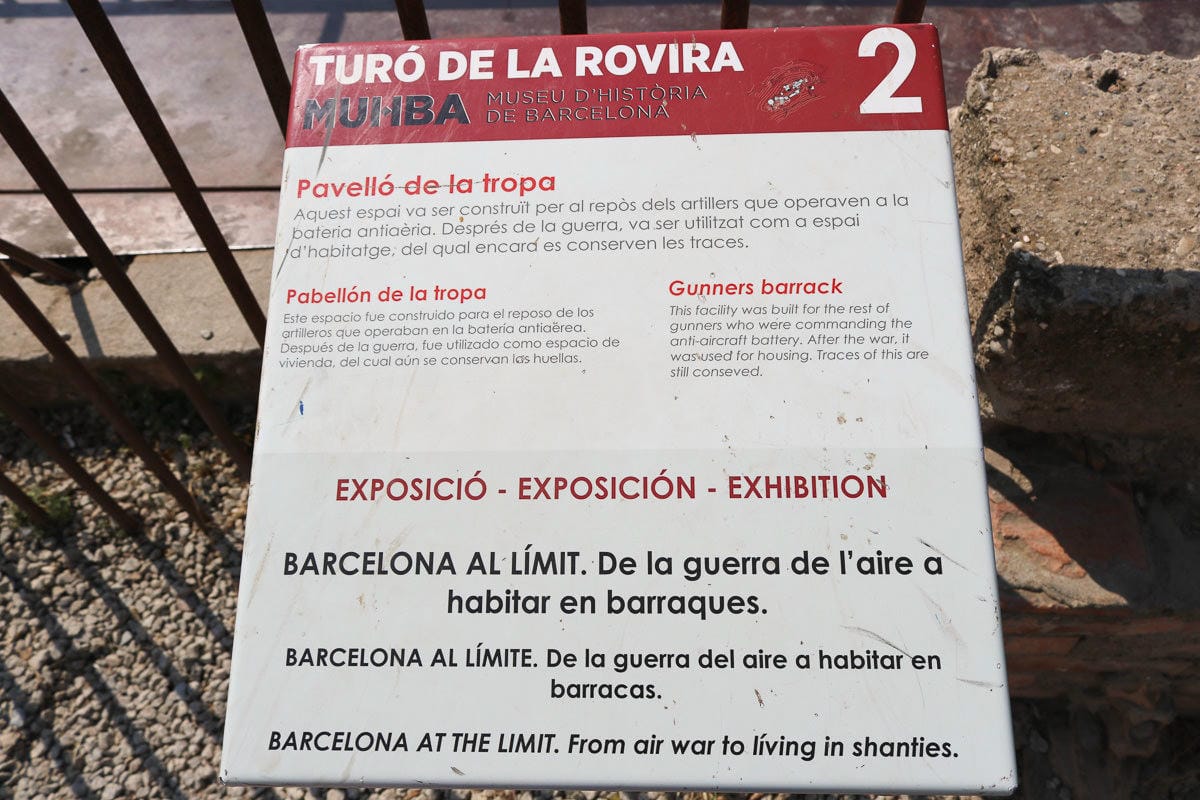 TURÓ DE LA ROVIRA
2
MUHBA
MUSEU D'HISTÒRIA
DE BARCELONA
Pavelló de la tropa
Aquest espai va ser construït per al repòs dels artillers que operaven a la
bateria antiaèria. Després de la guerra, va ser utilitzat com a espai
d'habitatge, del qual encara es conserven les traces.
Pabellón de la tropa
Este espacio fue construido para el reposo de los
artilleros que operaban en la batería antiaérea.
Después de la guerra, fue utilizado como espacio de
vivienda, del cual aún se conservan las huellas.
Gunners barrack
This facility was built for the rest of
gunners who were commanding the
anti-aircraft battery. After the war, it
was used for housing. Traces of this are
still conseved.
EXPOSICIÓ - EXPOSICIÓN - EXHIBITION
BARCELONA AL LÍMIT. De la guerra de l'aire a
habitar en barraques.
BARCELONA AL LÍMITE. De la guerra del aire a habitar en
barracas.
BARCELONA AT THE LIMIT. From air war to líving in shanties.